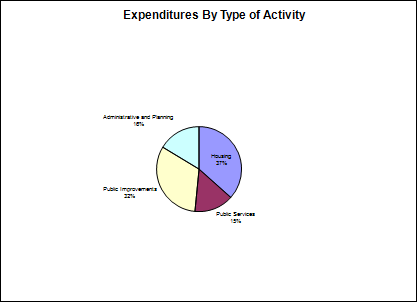 Expenditures By Type of Activity
Administrative and Planning
16%
Housing
37%
Public Improvements
32%
Public Services
15%